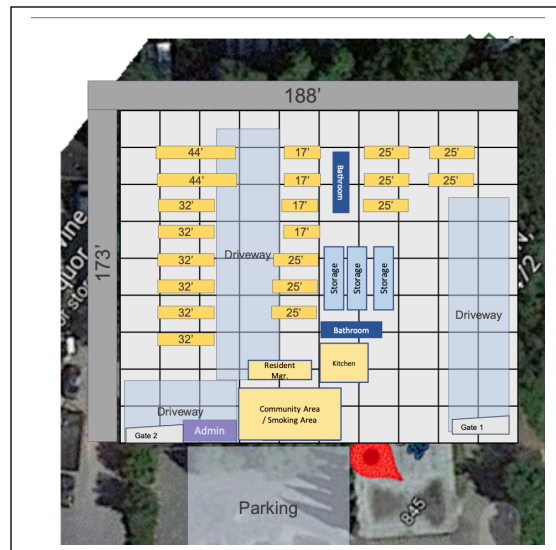 188'
173'
44'
17'
25'
25'
44'
17'
25'
25'
32'
17'
25'
32'
17'
32'
25'
32'
25'
32'
25'
32'
Bathroom
Driveway
Storage
Storage
Storage
Driveway
Bathroom
Resident
Mgr.
Kitchen
Driveway
Community Area
/ Smoking Area
Gate 2
Admin
Gate 1
Parking
845